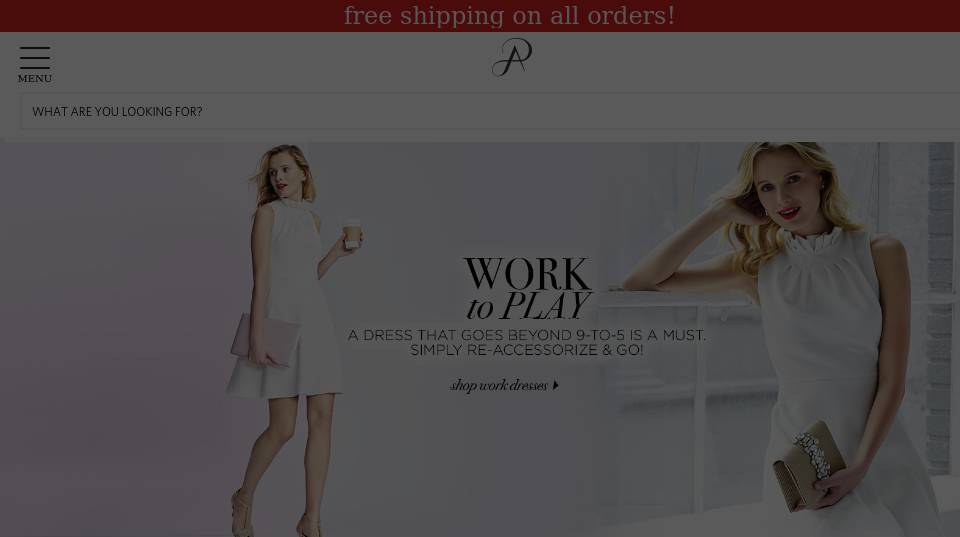 free shipping on all orders!
MENU
WHAT ARE YOU LOOKING FOR?
WORK
to PLAY
A DRESS THAT GOES BEYOND 9-TO-5 IS A MUST.
SIMPLY RE-ACCESSORIZE & GO!
shop work dresses